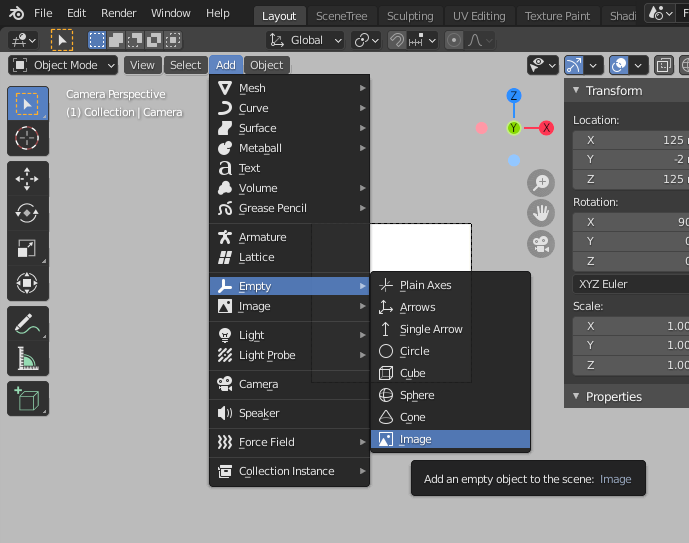 File Edit Render Window Help Layout SceneTree Sculpting UV Editing Texture Paint Shadi F
Global
Object Mode View Select Add Object
Camera Perspective
(1) Collection | Camera
Mesh
Curve
Surface
Metaball
Text
Volume
Grease Pencil
Armature
Lattice
Empty
Image
Light
Light Probe
Camera
Speaker
Force Field
Collection Instance
Plain Axes
Arrows
Single Arrow
Circle
Cube
Sphere
Cone
Image
Add an empty object to the scene: Image
Z
Y X
Transform
Location:
X 125
Y -2
Z 125
Rotation:
X 90
Y 0
Z 0
XYZ Euler
Scale:
X 1.00
Y 1.00
Z 1.00
Properties